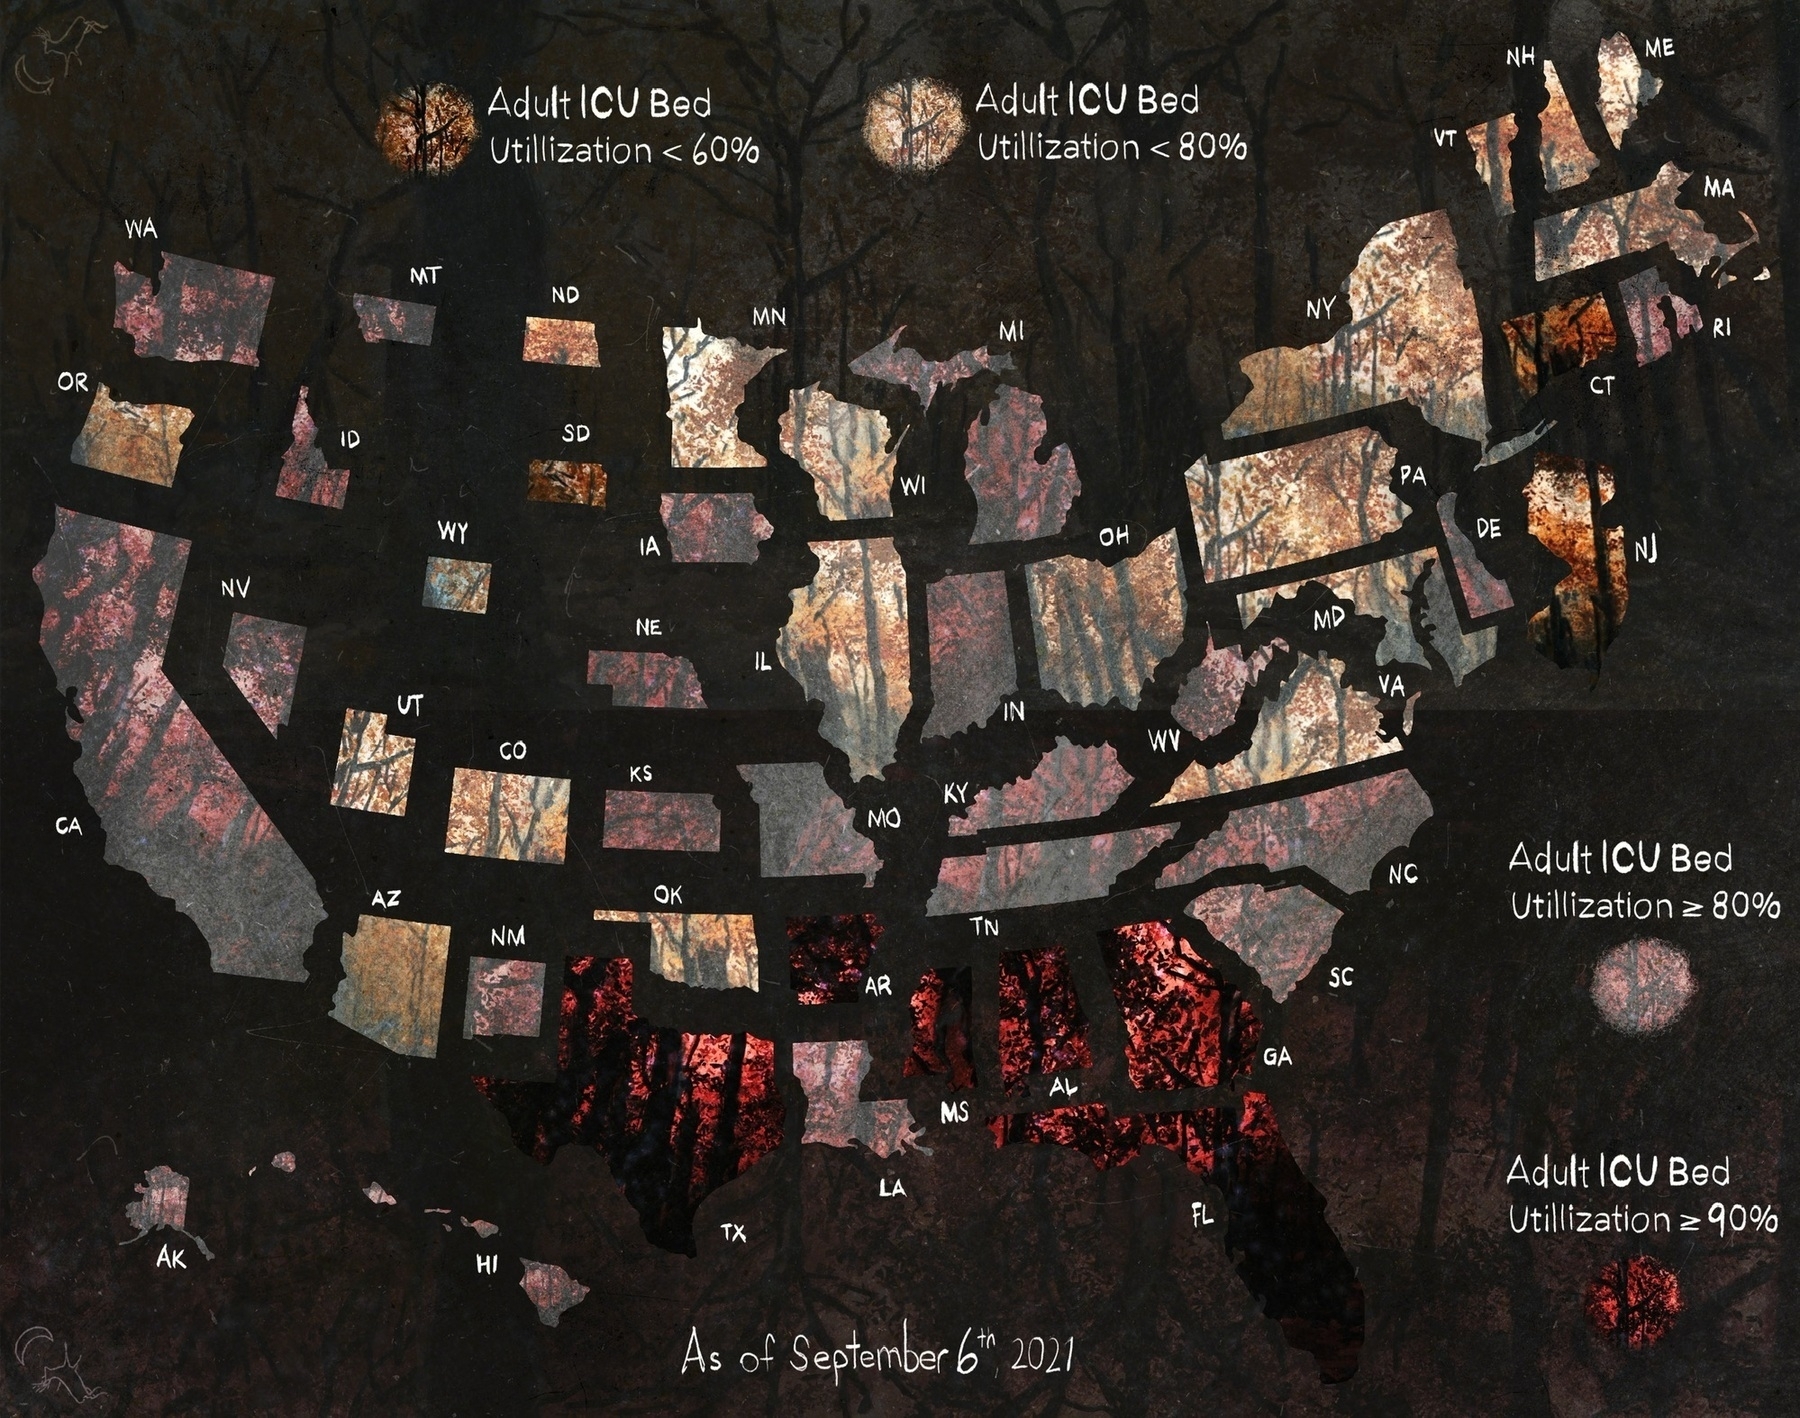 Adult ICU Bed
Utillization < 60%
Adult ICU Bed
Utillization < 80%
NH
ME
VT
MA
WA
MT
ND
MN
MI
NY
RI
OR
ID
SD
CT
WI
PA
WY
IA
OH
DE
NJ
NV
NE
IL
MD
IN
VA
UT
CO
WV
KS
KY
MO
CA
Adult ICU Bed
Utillization ≥ 80%
AZ
OK
NC
NM
TN
AR
SC
GA
AL
MS
LA
TX
FL
AK
HI
Adult ICU Bed
Utillization ≥ 90%
As of September 6th, 2021